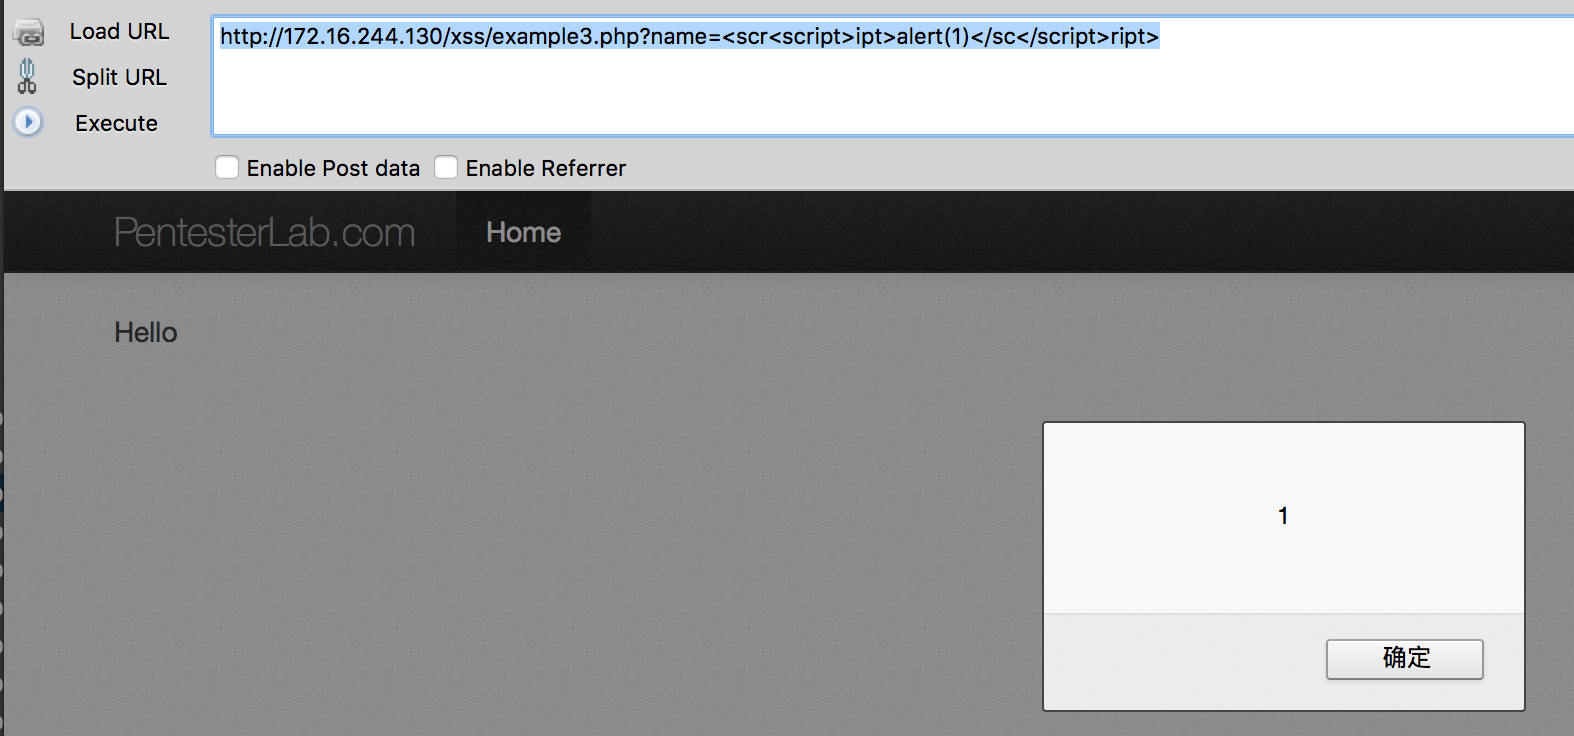 Load URL
http://172.16.244.130/xss/example3.php?name=<scr<script>ipt>alert(1)</sc</script>ript>
Split URL
Execute
Enable Post data Enable Referrer
PentesterLab.com Home
Hello
1
确定